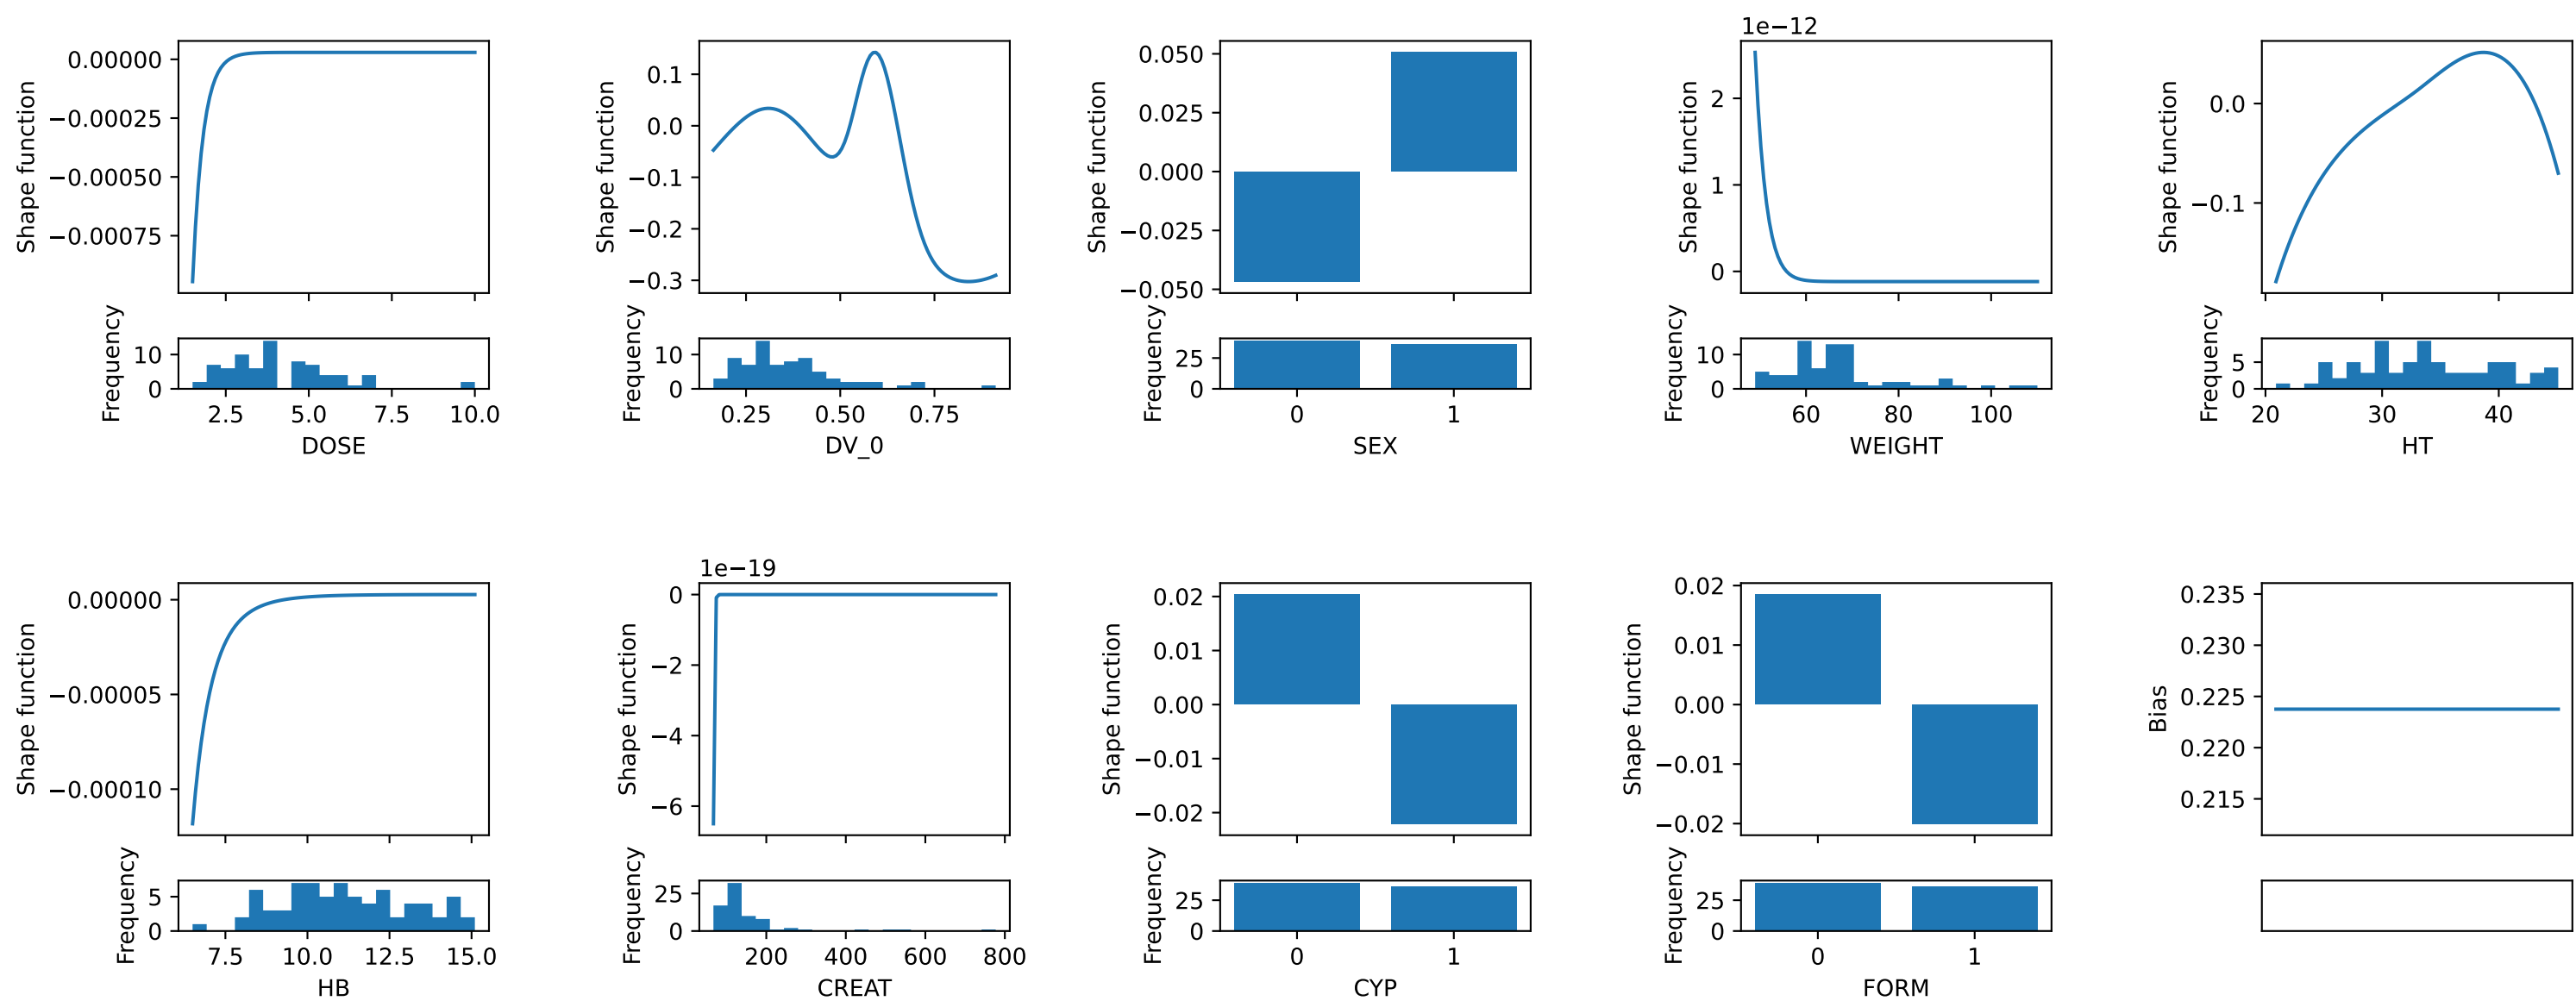 Shape function
0.00000
−0.00025
−0.00050
−0.00075
Frequency
10
0
2.5 5.0 7.5 10.0
DOSE
Shape function
0.1
0.0
−0.1
−0.2
−0.3
Frequency
10
0
0.25 0.50 0.75
DV_0
Shape function
0.050
0.025
0.000
−0.025
−0.050
Frequency
25
0
0 1
SEX
1e−12
Shape function
2
1
0
Frequency
10
0
60 80 100
WEIGHT
Shape function
0.0
−0.1
Frequency
5
0
20 30 40
HT
Shape function
0.00000
−0.00005
−0.00010
Frequency
5
0
7.5 10.0 12.5 15.0
HB
1e−19
Shape function
0
−2
−4
−6
Frequency
25
0
200 400 600 800
CREAT
Shape function
0.02
0.01
0.00
−0.01
−0.02
Frequency
25
0
0 1
CYP
Shape function
0.02
0.01
0.00
−0.01
−0.02
Frequency
25
0
0 1
FORM
Bias
0.235
0.230
0.225
0.220
0.215